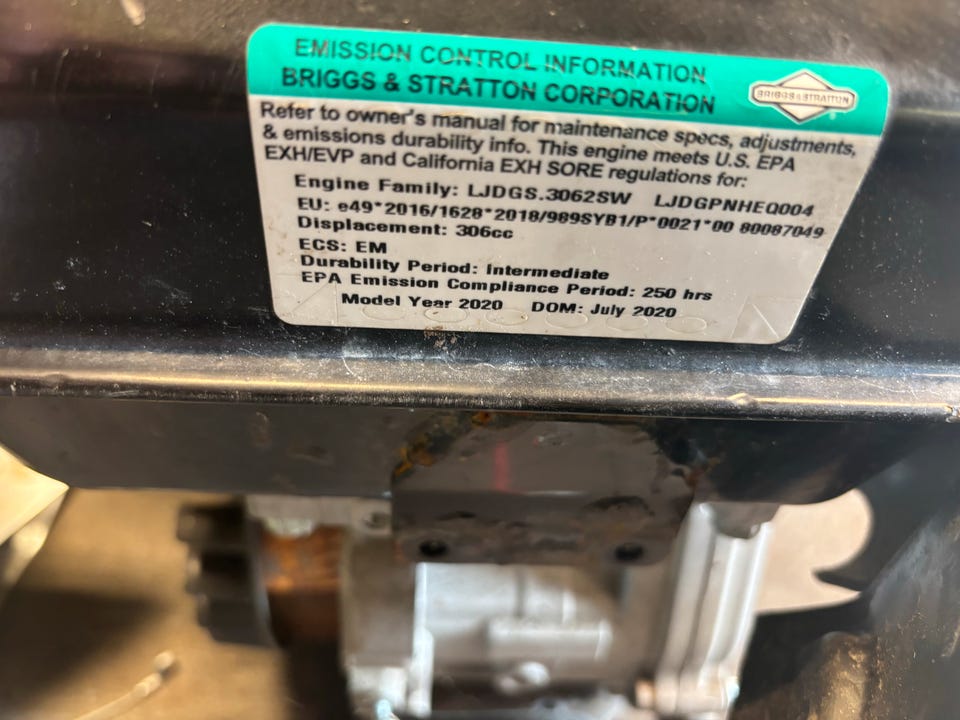 EMISSION CONTROL INFORMATION
BRIGGS & STRATTON CORPORATION
BRIGGS&STRATTON
Refer to owner's manual for maintenance specs, adjustments,
& emissions durability info. This engine meets U.S. EPA
EXH/EVP and California EXH SORE regulations for:
Engine Family: LJDGS.3062SW LJDGPNHEQ004
EU: e49*2016/1628*2018/989SYB1/P*0021*00 80087049
Displacement: 306cc
ECS: EM
Durability Period: Intermediate
EPA Emission Compliance Period: 250 hrs
Model Year 2020 DOM: July 2020